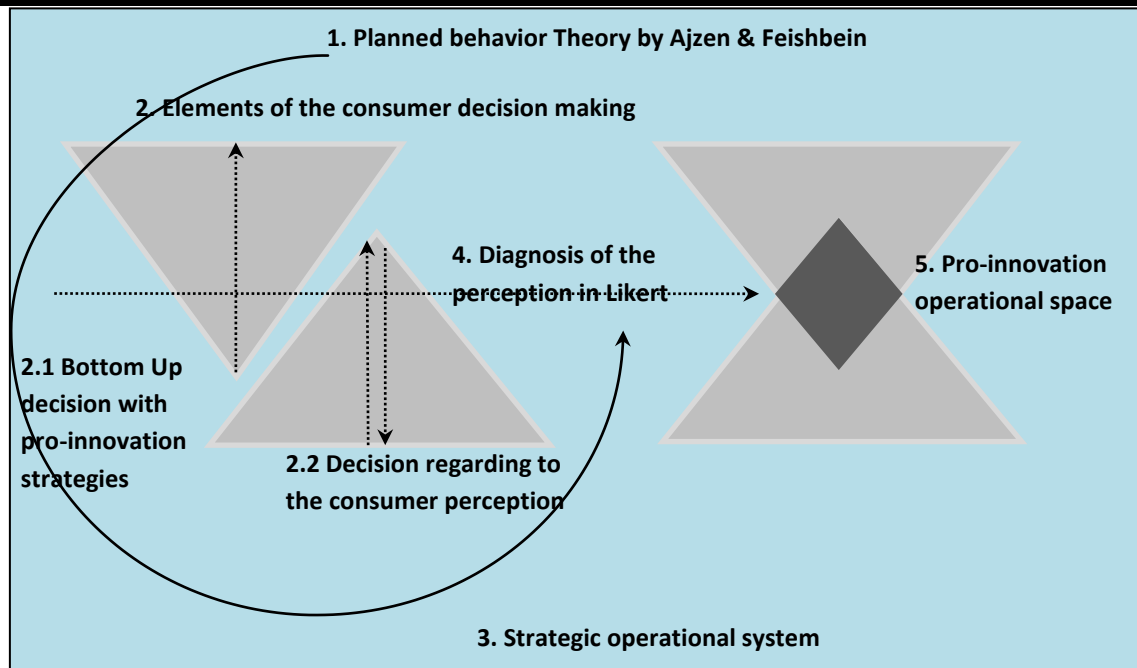 1. Planned behavior Theory by Ajzen & Feishbein
2. Elements of the consumer decision making
2.1 Bottom Up
decision with
pro-innovation
strategies
2.2 Decision regarding to
the consumer perception
3. Strategic operational system
4. Diagnosis of the
perception in Likert
5. Pro-innovation
operational space